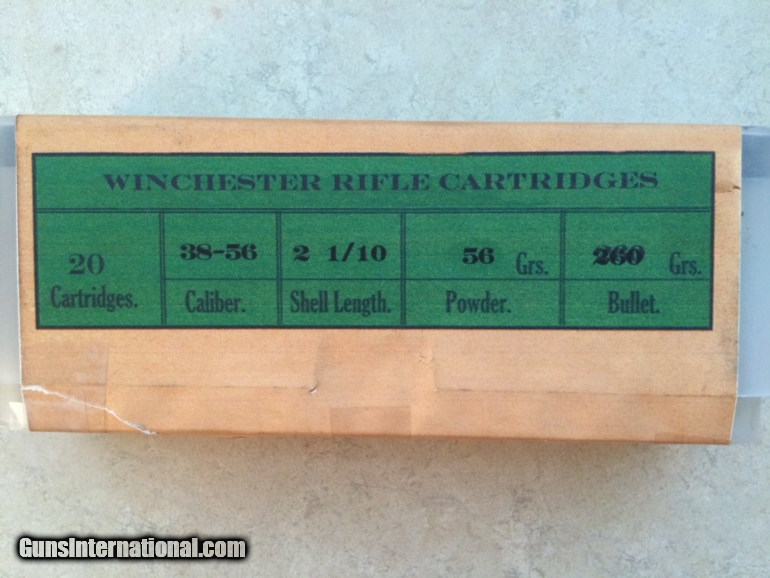 WINCHESTER RIFLE CARTRIDGES
20 Cartridges.
38-56 Caliber.
2 1/10 Shell Length.
56 Grs. Powder.
260 Grs. Bullet.
GunsInternational.com